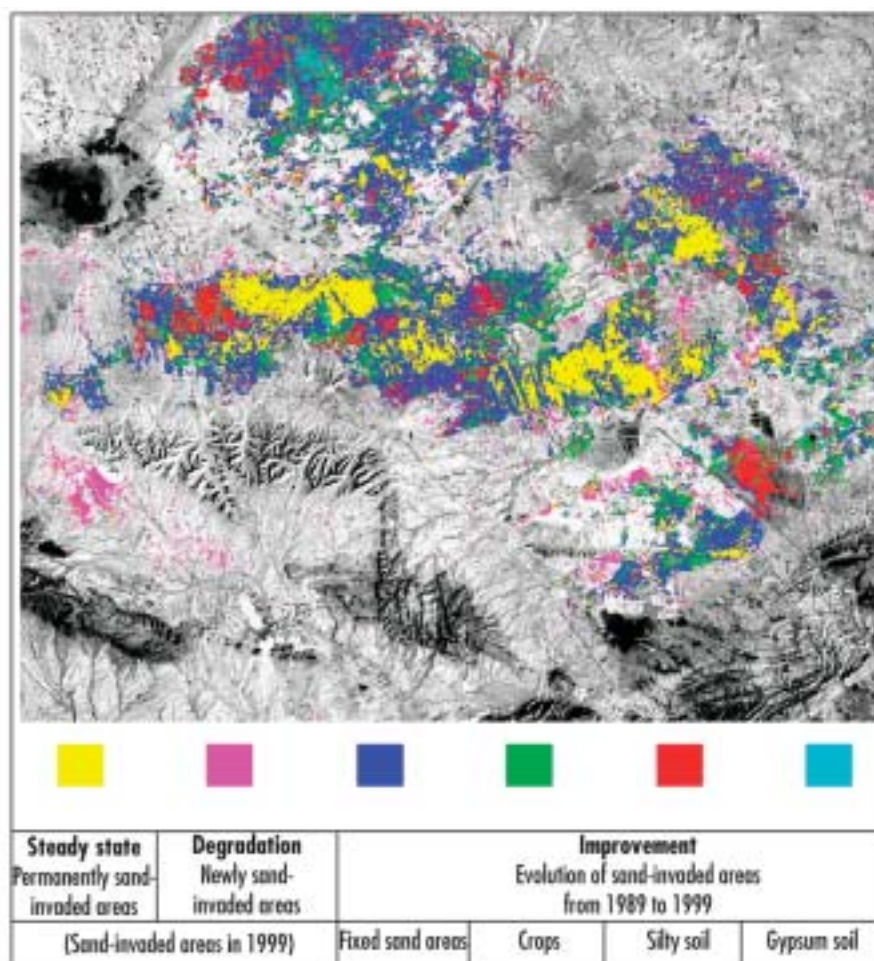 Steady state
Permanently sand-
invaded areas
Degradation
Newly sand-
invaded areas
Improvement
Evolution of sand-invaded areas
from 1989 to 1999
(Sand-invaded areas in 1999)
Fixed sand areas
Crops
Silty soil
Gypsum soil